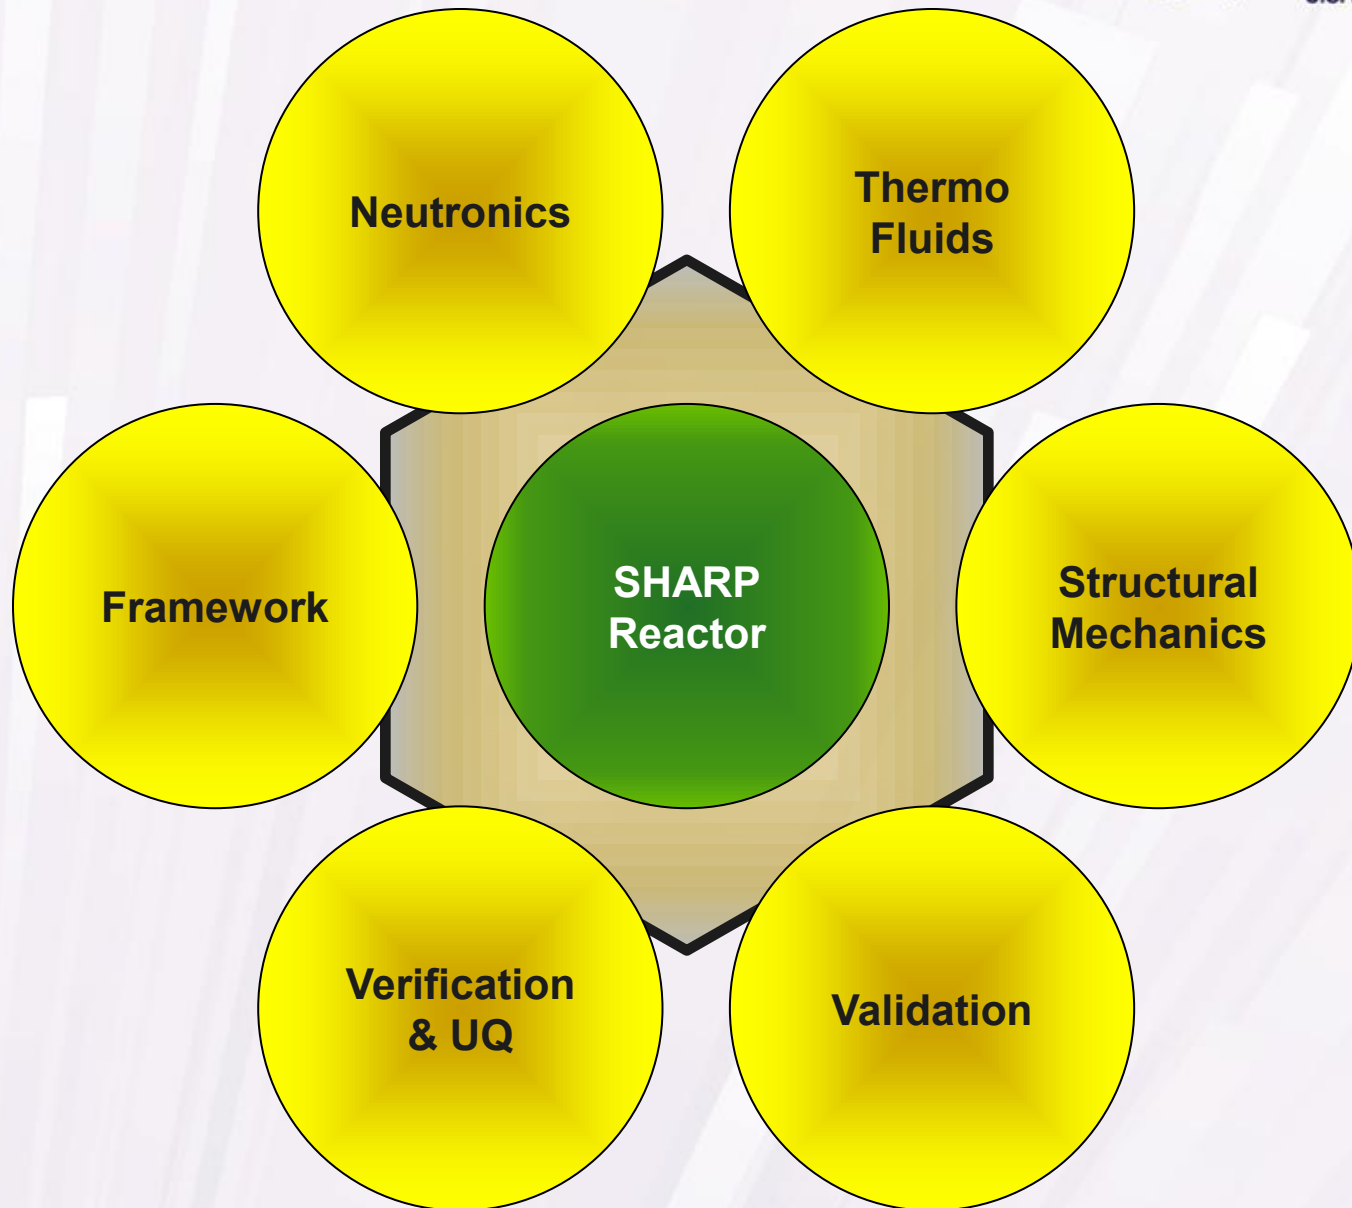 Neutronics
Thermo
Fluids
Framework
SHARP
Reactor
Structural
Mechanics
Verification
& UQ
Validation